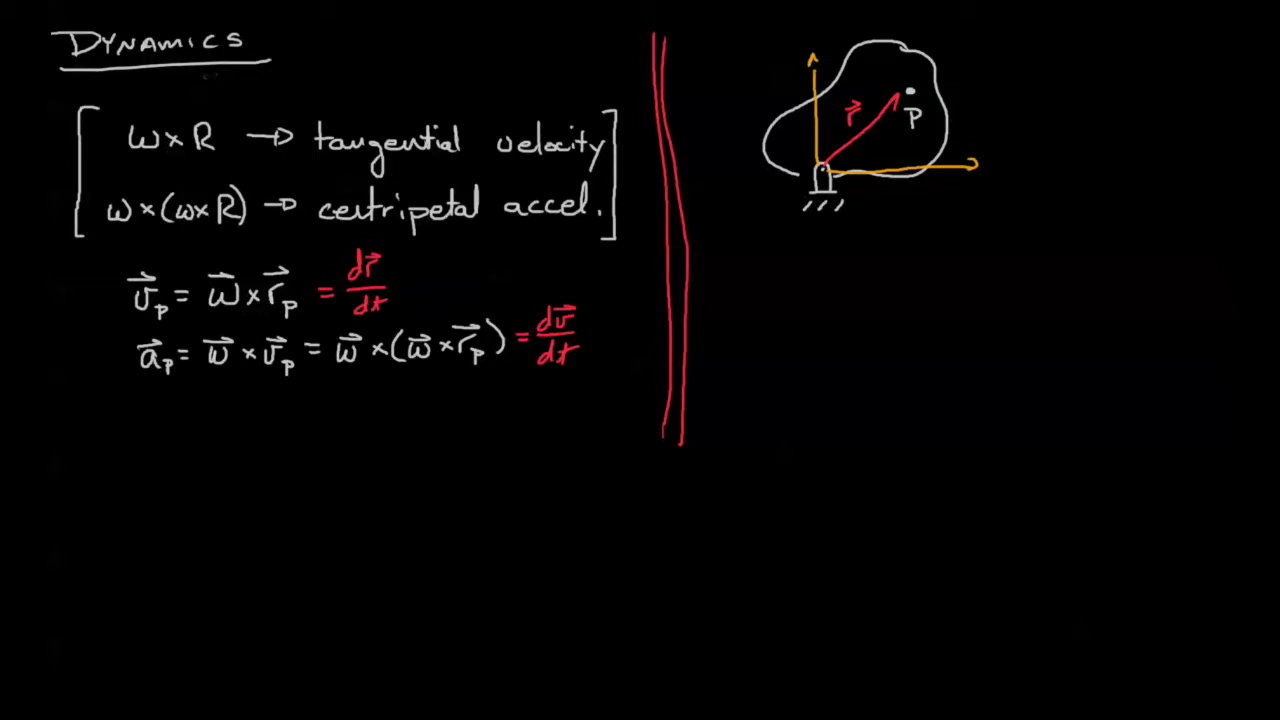 DYNAMICS
ω×R → tangential velocity
ω×(ω×R) → centripetal accel.
v⃗ₚ = ω⃗×r⃗ₚ = dr⃗/dt
a⃗ₚ = ω⃗×v⃗ₚ = ω⃗×(ω⃗×r⃗ₚ) = dv⃗/dt
r⃗
P